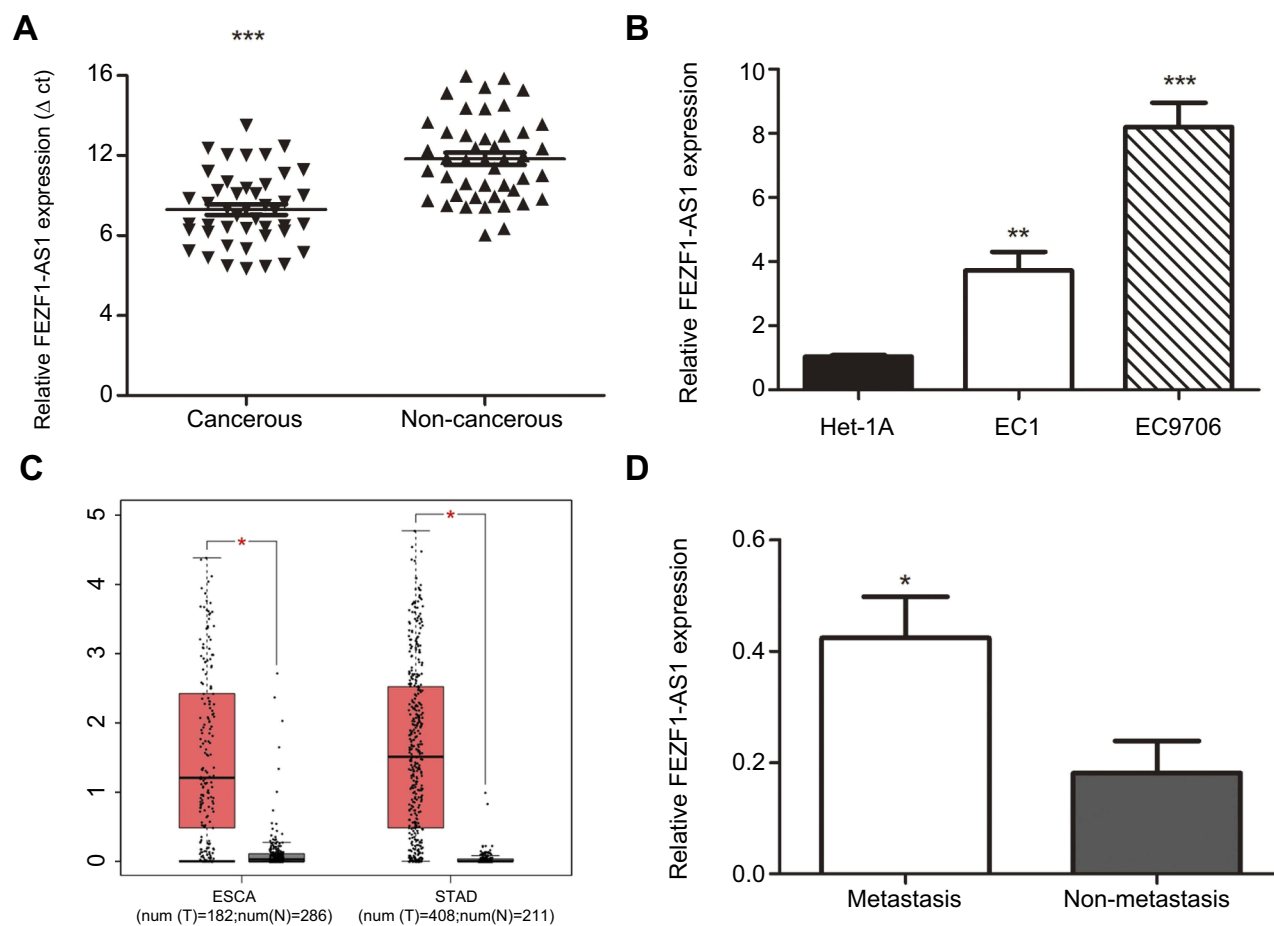 A
***
Relative FEZF1-AS1 expression (Δ ct)
16
12
6
4
0
Cancerous
Non-cancerous
B
Relative FEZF1-AS1 expression
10
8
6
4
2
0
**
***
Het-1A
EC1
EC9706
C
5
4
3
2
1
0
*
*
ESCA
(num (T)=182;num(N)=286)
STAD
(num (T)=408;num(N)=211)
D
Relative FEZF1-AS1 expression
0.6
0.4
0.2
0.0
*
Metastasis
Non-metastasis